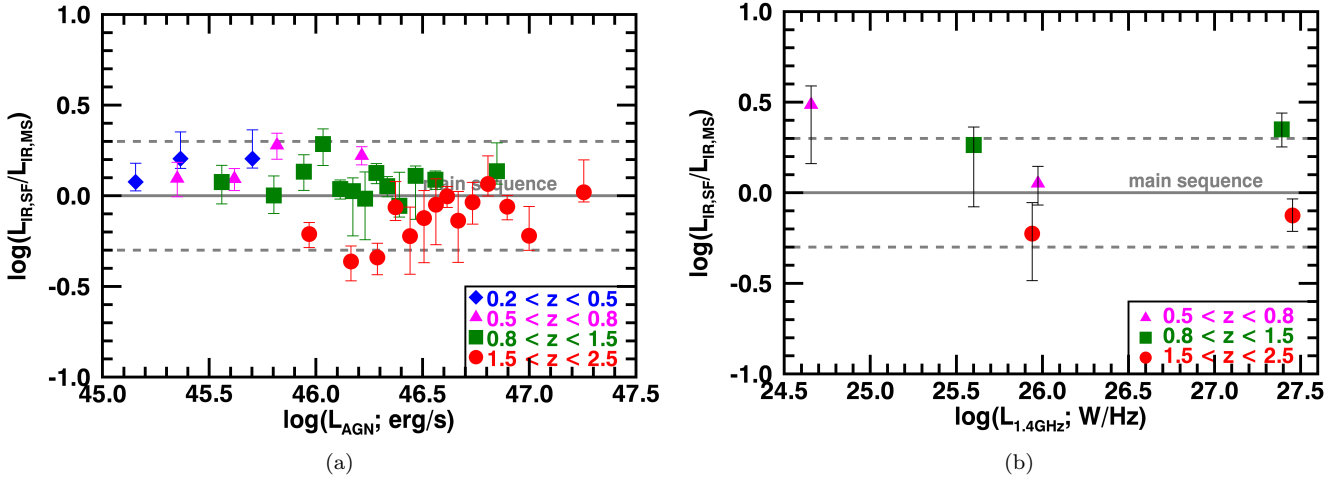 1.0
0.5
0.0
-0.5
-1.0
log(L_IR,SF/L_IR,MS)
main sequence
0.2 < z < 0.5
0.5 < z < 0.8
0.8 < z < 1.5
1.5 < z < 2.5
45.0 45.5 46.0 46.5 47.0 47.5
log(L_AGN; erg/s)
(a)
1.0
0.5
0.0
-0.5
-1.0
log(L_IR,SF/L_IR,MS)
main sequence
0.5 < z < 0.8
0.8 < z < 1.5
1.5 < z < 2.5
24.5 25.0 25.5 26.0 26.5 27.0 27.5
log(L_1.4GHz; W/Hz)
(b)